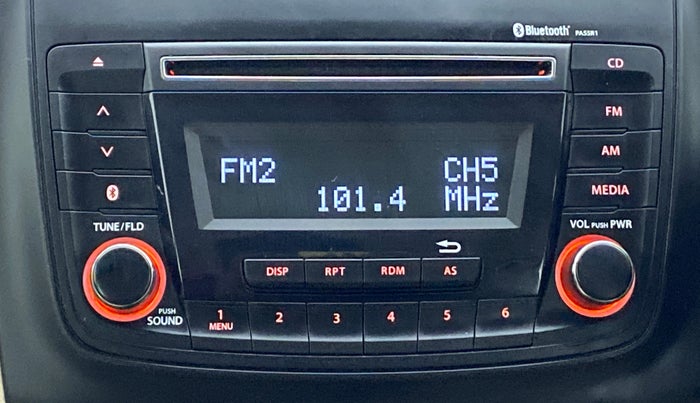 Bluetooth PASSR1
CD
FM
AM
MEDIA
FM2 CH5
101.4 MHz
TUNE/FLD
VOL PUSH PWR
DISP RPT RDM AS
PUSH
SOUND
1 2 3 4 5 6
MENU